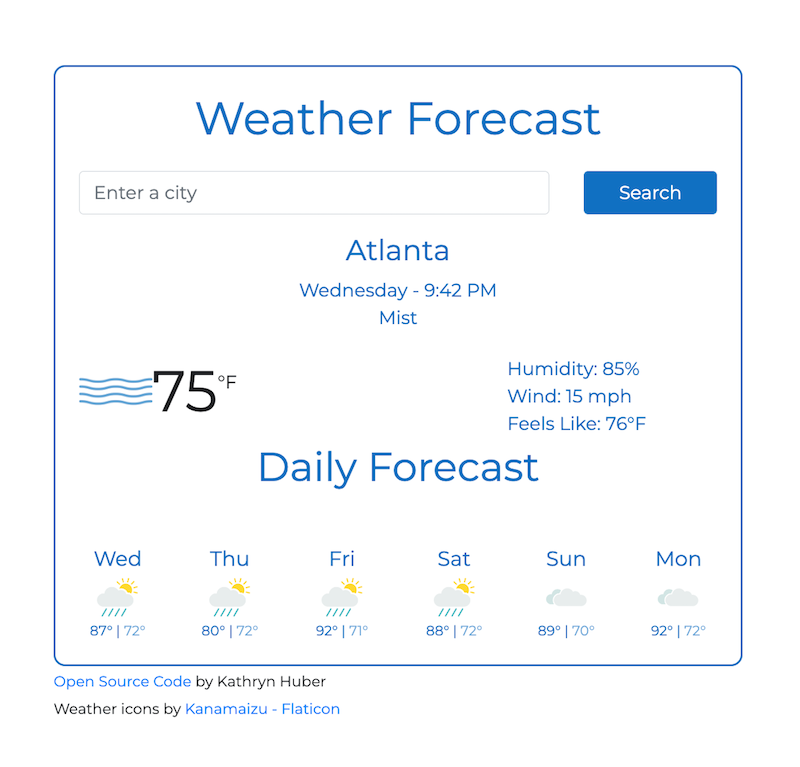 Weather Forecast
Enter a city
Search
Atlanta
Wednesday - 9:42 PM
Mist
75°F
Humidity: 85%
Wind: 15 mph
Feels Like: 76°F
Daily Forecast
Wed Thu Fri Sat Sun Mon
87° | 72° 80° | 72° 92° | 71° 88° | 72° 89° | 70° 92° | 72°
Open Source Code by Kathryn Huber
Weather icons by Kanamaizu - Flaticon